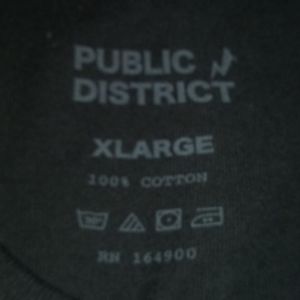 PUBLIC
DISTRICT
XLARGE
100% COTTON
RN 164900